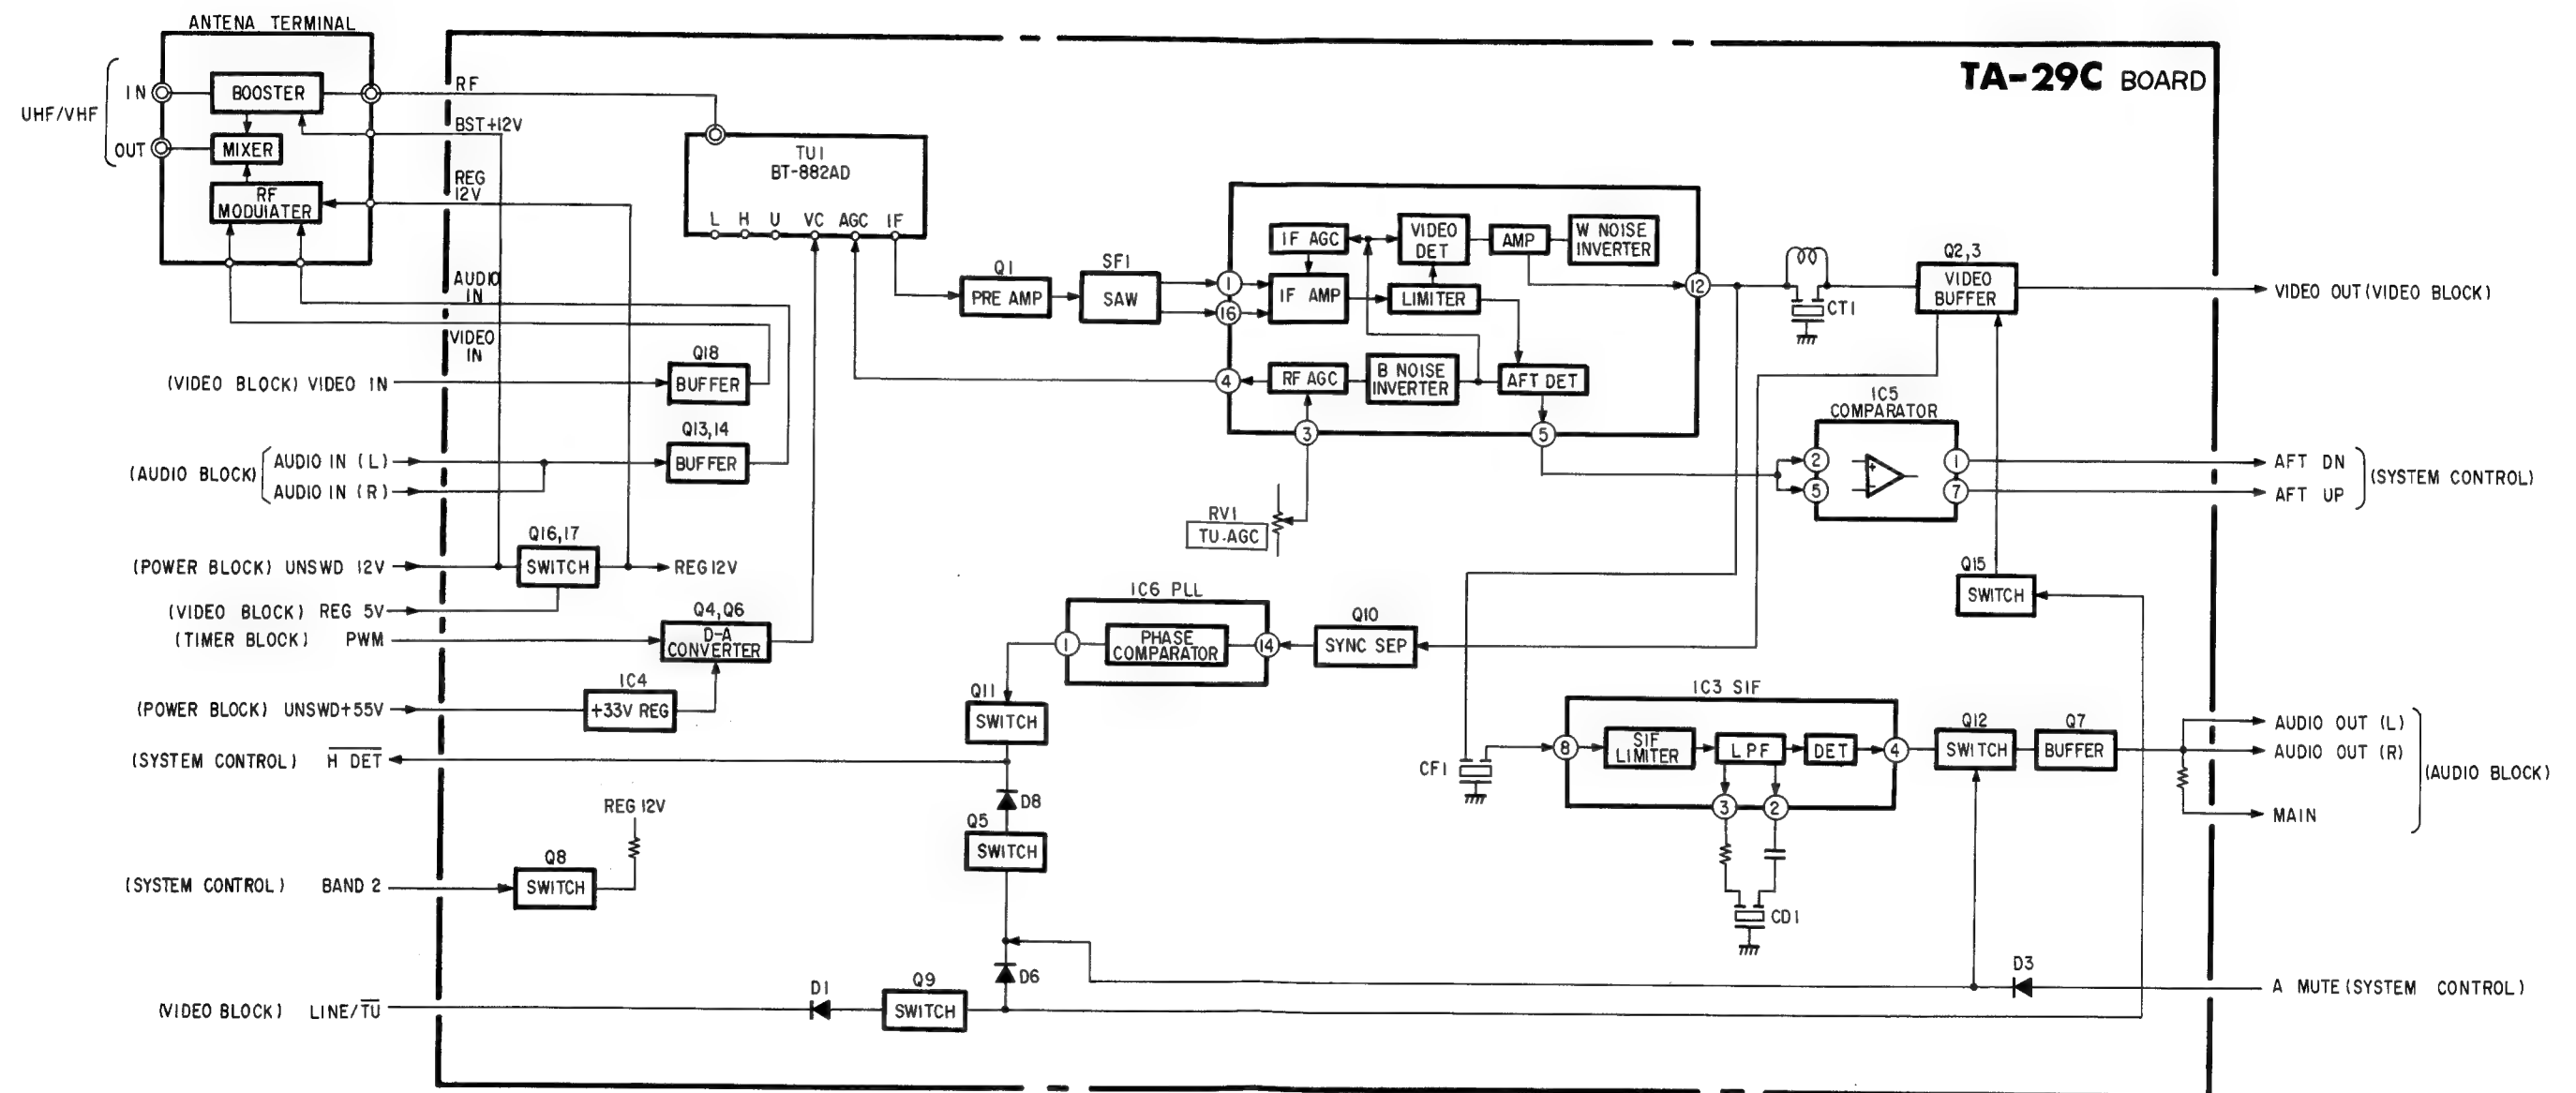 ANTENA TERMINAL
TA-29C BOARD
UHF/VHF
IN
BOOSTER
RF
BST+12V
OUT
MIXER
REG
12V
RF
MODUIATER
TU1
BT-882AD
L H U VC AGC IF
AUDIO
IN
VIDEO
IN
Q1
PRE AMP
SF1
SAW
1
16
IF AGC
VIDEO
DET
AMP
W NOISE
INVERTER
IF AMP
LIMITER
12
4
RF AGC
B NOISE
INVERTER
AFT DET
3
5
CT1
Q2,3
VIDEO
BUFFER
VIDEO OUT (VIDEO BLOCK)
(VIDEO BLOCK) VIDEO IN
Q18
BUFFER
Q13,14
BUFFER
(AUDIO BLOCK)
AUDIO IN (L)
AUDIO IN (R)
IC5
COMPARATOR
2
5
+
-
1
7
AFT DN
AFT UP
(SYSTEM CONTROL)
RV1
TU-AGC
Q16,17
(POWER BLOCK) UNSWD 12V
SWITCH
REG12V
(VIDEO BLOCK) REG 5V
(TIMER BLOCK) PWM
Q4,Q6
D-A
CONVERTER
Q15
SWITCH
IC6 PLL
1
PHASE
COMPARATOR
14
Q10
SYNC SEP
IC4
(POWER BLOCK) UNSWD+55V
+33V REG
Q11
SWITCH
IC3 SIF
CF1
8
SIF
LIMITER
LPF
DET
4
3
2
Q12
SWITCH
Q7
BUFFER
AUDIO OUT (L)
AUDIO OUT (R)
MAIN
(AUDIO BLOCK)
(SYSTEM CONTROL) H DET
REG 12V
D8
Q5
SWITCH
Q8
(SYSTEM CONTROL) BAND 2
SWITCH
CD1
D6
D3
A MUTE (SYSTEM CONTROL)
D1
Q9
(VIDEO BLOCK) LINE/TU
SWITCH